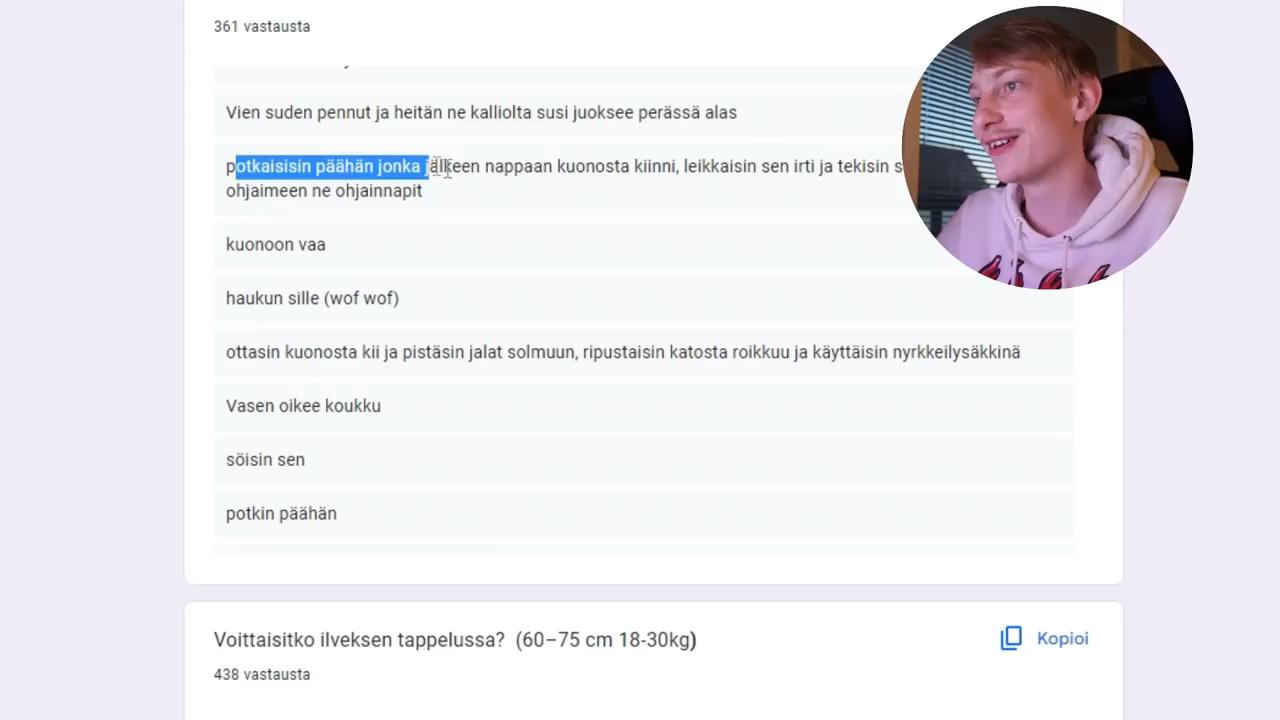 361 vastausta
Vien suden pennut ja heitän ne kalliolta susi juoksee perässä alas
potkaisisin päähän jonka jälkeen nappaan kuonosta kiinni, leikkaisin sen irti ja tekisin
ohjaimeen ne ohjainnapit
kuonoon vaa
haukun sille (wof wof)
ottasin kuonosta kii ja pistäsin jalat solmuun, ripustaisin katosta roikkuu ja käyttäisin nyrkkeilysäkkinä
Vasen oikee koukku
söisin sen
potkin päähän
Voittaisitko ilveksen tappelussa? (60–75 cm 18-30kg)
Kopioi
438 vastausta